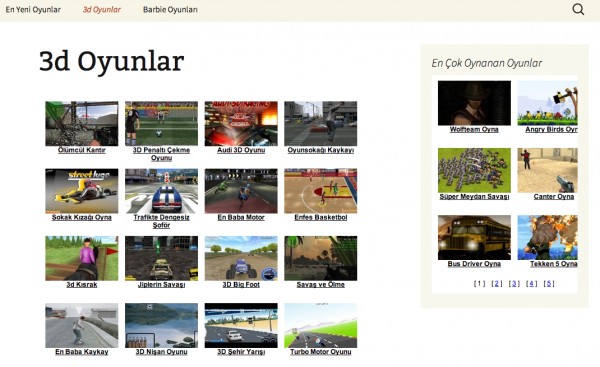 En Yeni Oyunlar
3d Oyunlar
Barbie Oyunları
3d Oyunlar
Ölümcül Kantır
3D Penaltı Çekme
Oyunu
Audi 3D Oyunu
Oyunsokağı Kaykayı
Sokak Kızağı Oyna
Trafikte Dengesiz
Şoför
En Baba Motor
Enfes Basketbol
3d Kısrak
Jiplerin Savaşı
3D Big Foot
Savaş ve Ölme
En Baba Kaykay
3D Nişan Oyunu
3D Şehir Yarışı
Turbo Motor Oyunu
En Çok Oynanan Oyunlar
Wolfteam Oyna
Angry Birds Oyn
Süper Meydan Savaşı
Canter Oyna
Bus Driver Oyna
Tekken 5 Oyna
[ 1 ] [ 2 ] [ 3 ] [ 4 ] [ 5 ]